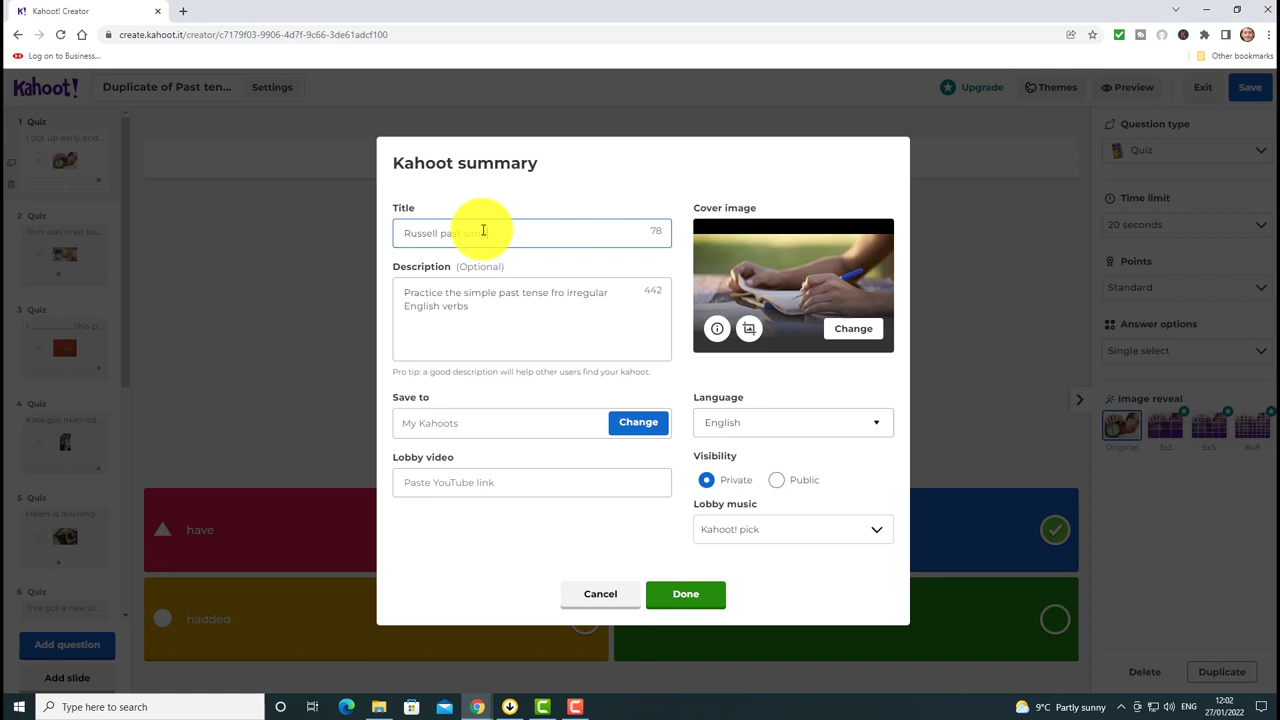 K! Kahoot! Creator
create.kahoot.it/creator/c7179f03-9906-4d7f-9c66-3de61adcf100
Log on to Business...
Other bookmarks
Kahoot!
Duplicate of Past ten...
Settings
Upgrade
Themes
Preview
Exit
Save
1 Quiz
I got up early and...
2 Quiz
Tom was tired las...
3 Quiz
I ________ this p...
4 Quiz
Kate got married...
5 Quiz
Helen is learning...
6 Quiz
"I've got a new jo...
Add question
Add slide
Kahoot summary
Title
Russell past sim
78
Description (Optional)
Practice the simple past tense fro irregular
English verbs
442
Pro tip: a good description will help other users find your kahoot.
Save to
My Kahoots
Change
Lobby video
Paste YouTube link
Cover image
Change
Language
English
Visibility
Private
Public
Lobby music
Kahoot! pick
Cancel
Done
have
hadded
Question type
Quiz
Time limit
20 seconds
Points
Standard
Answer options
Single select
Image reveal
Original
3x3
5x5
8x8
Delete
Duplicate
Type here to search
9°C Partly sunny
ENG
12:02
27/01/2022